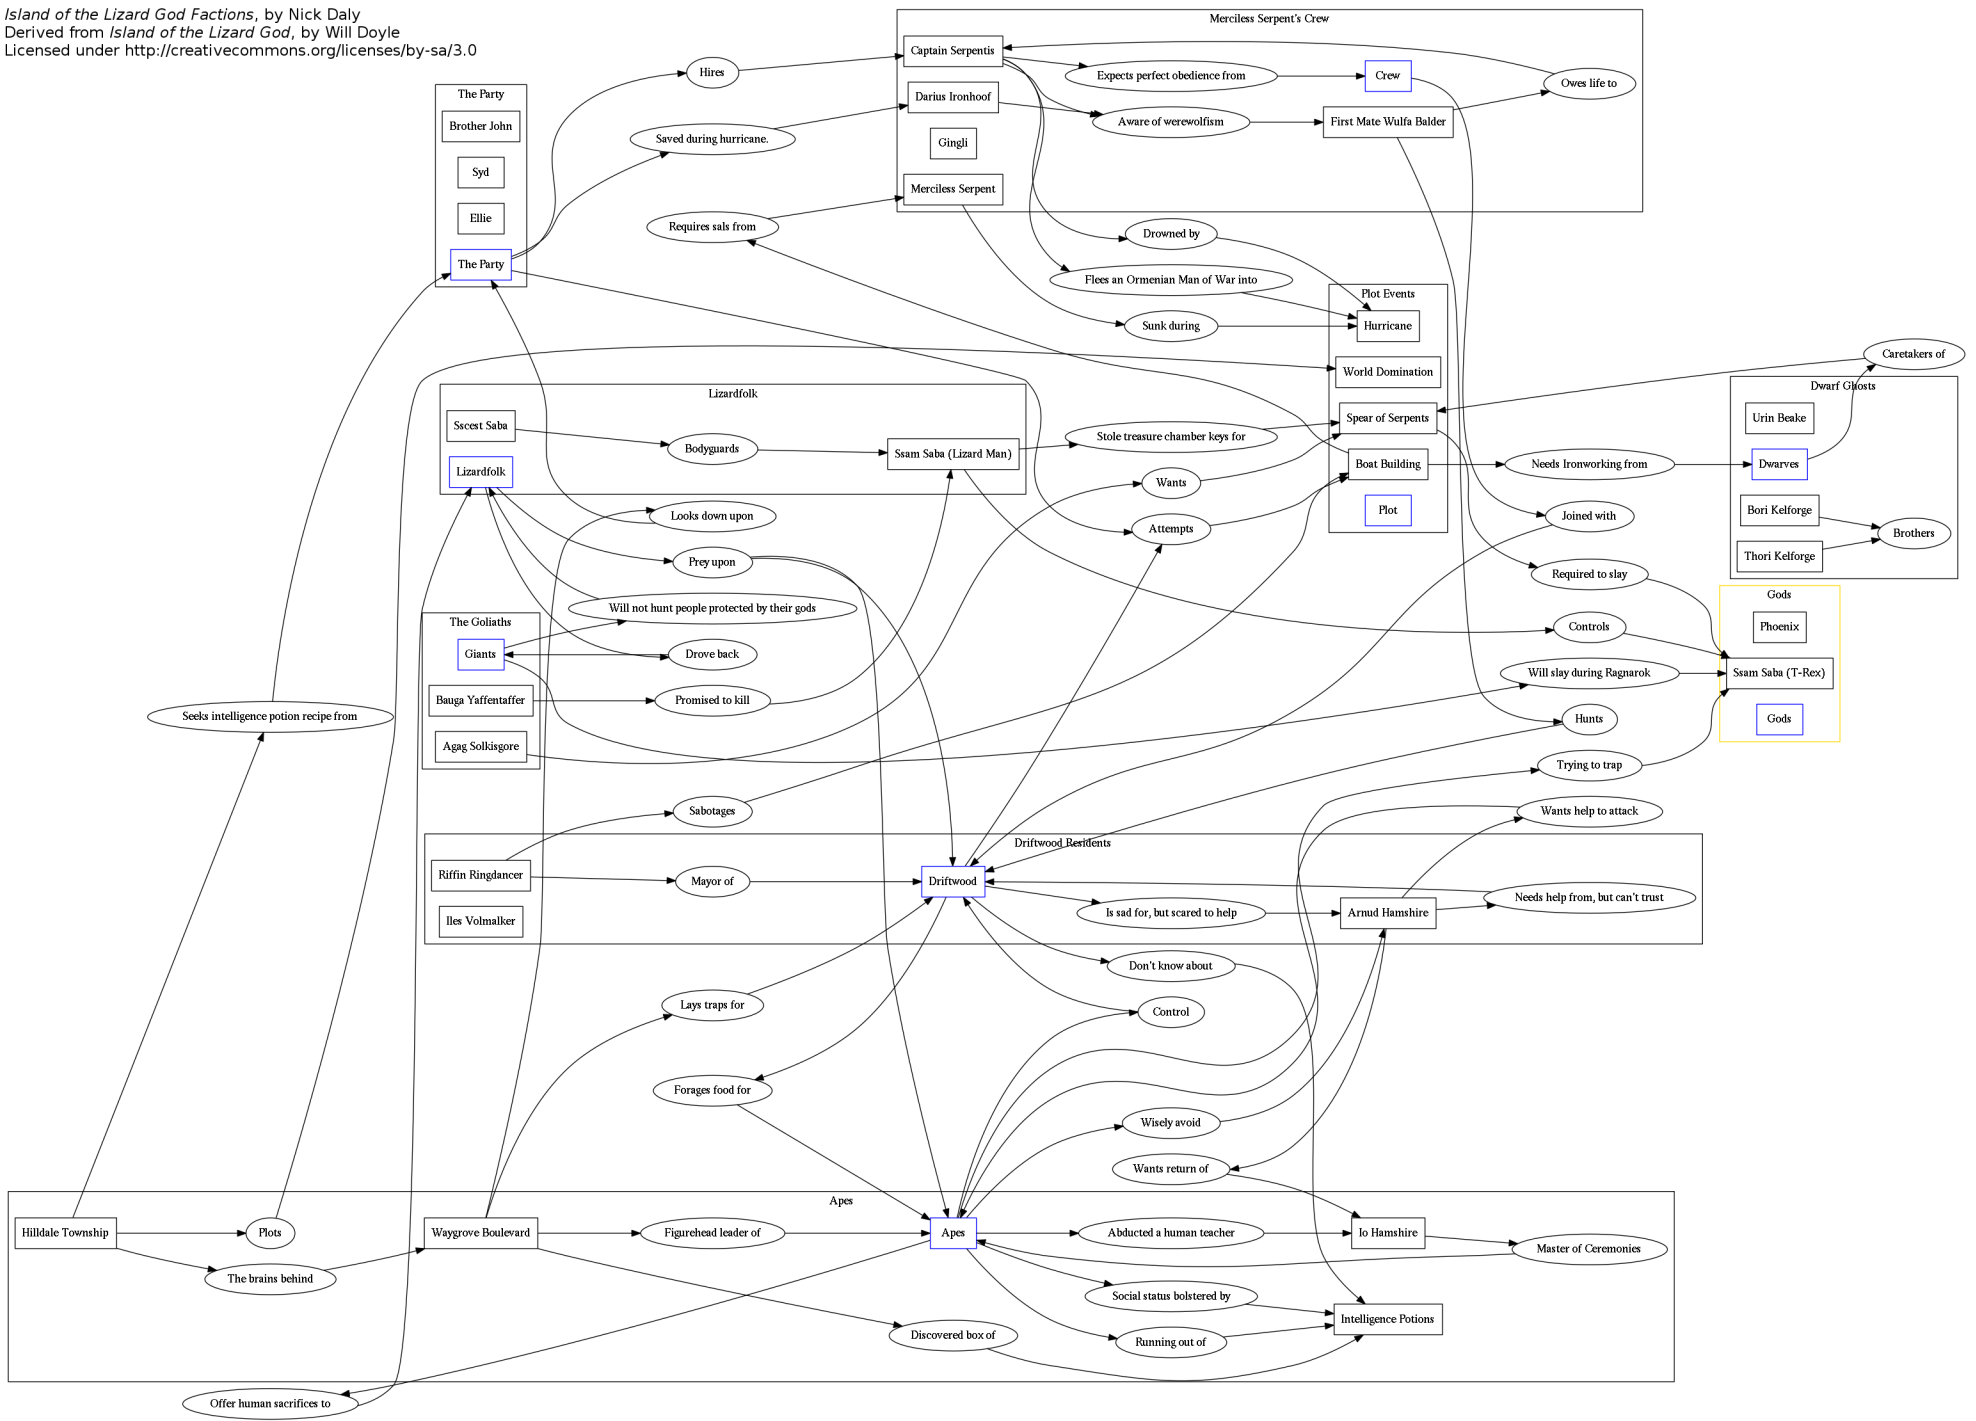 Island of the Lizard God Factions, by Nick Daly
Derived from Island of the Lizard God, by Will Doyle
Licensed under http://creativecommons.org/licenses/by-sa/3.0
Merciless Serpent's Crew
Captain Serpentis
Expects perfect obedience from
Crew
Owes life to
Darius Ironhoof
Aware of werewolfism
First Mate Wulfa Balder
Gingli
Merciless Serpent
Hires
Saved during hurricane.
Requires sals from
The Party
Brother John
Syd
Ellie
The Party
Drowned by
Flees an Ormenian Man of War into
Sunk during
Plot Events
Hurricane
World Domination
Spear of Serpents
Boat Building
Plot
Caretakers of
Dwarf Ghosts
Urin Beake
Dwarves
Bori Kelforge
Thori Kelforge
Brothers
Needs Ironworking from
Joined with
Required to slay
Lizardfolk
Sscest Saba
Bodyguards
Ssam Saba (Lizard Man)
Lizardfolk
Stole treasure chamber keys for
Wants
Attempts
Looks down upon
Prey upon
Will not hunt people protected by their gods
Drove back
Promised to kill
The Goliaths
Giants
Bauga Yaffentaffer
Agag Solkisgore
Gods
Phoenix
Ssam Saba (T-Rex)
Gods
Controls
Will slay during Ragnarok
Hunts
Trying to trap
Wants help to attack
Seeks intelligence potion recipe from
Sabotages
Driftwood Residents
Riffin Ringdancer
Mayor of
Driftwood
Iles Volmalker
Is sad for, but scared to help
Arnud Hamshire
Needs help from, but can't trust
Don't know about
Control
Lays traps for
Forages food for
Wisely avoid
Wants return of
Apes
Hilldale Township
Plots
The brains behind
Waygrove Boulevard
Figurehead leader of
Apes
Abducted a human teacher
Io Hamshire
Master of Ceremonies
Social status bolstered by
Intelligence Potions
Discovered box of
Running out of
Offer human sacrifices to